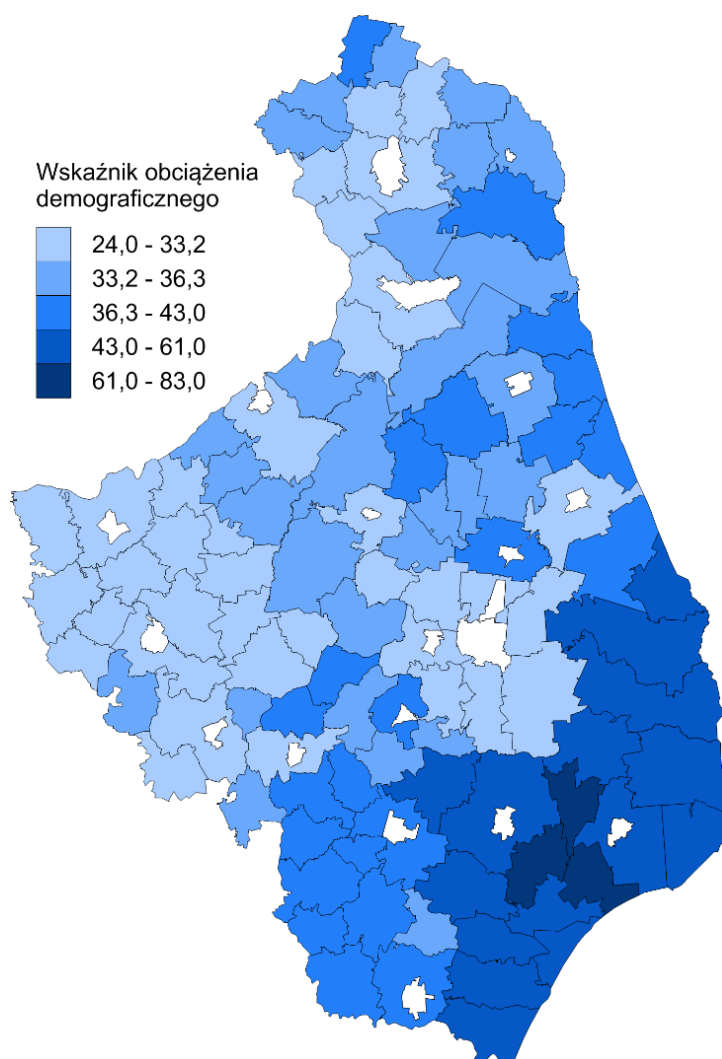 Wskaźnik obciążenia
demograficznego
24,0 - 33,2
33,2 - 36,3
36,3 - 43,0
43,0 - 61,0
61,0 - 83,0